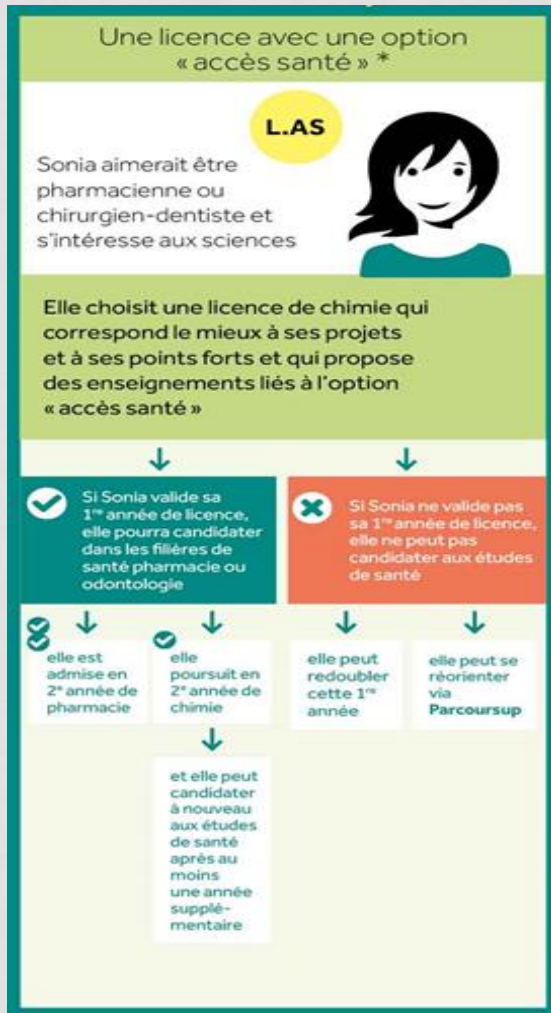 Une licence avec une option
« accès santé » *
L.AS
Sonia aimerait être
pharmacienne ou
chirurgien-dentiste et
s'intéresse aux sciences
Elle choisit une licence de chimie qui
correspond le mieux à ses projets
et à ses points forts et qui propose
des enseignements liés à l'option
« accès santé »
Si Sonia valide sa
1re année de licence,
elle pourra candidater
dans les filières de
santé pharmacie ou
odontologie
Si Sonia ne valide pas
sa 1re année de licence,
elle ne peut pas
candidater aux études
de santé
elle est
admise en
2e année de
pharmacie
elle
poursuit en
2e année de
chimie
et elle peut
candidater
à nouveau
aux études
de santé
après au
moins
une année
supplé-
mentaire
elle peut
redoubler
cette 1re
année
elle peut se
réorienter
via
Parcoursup